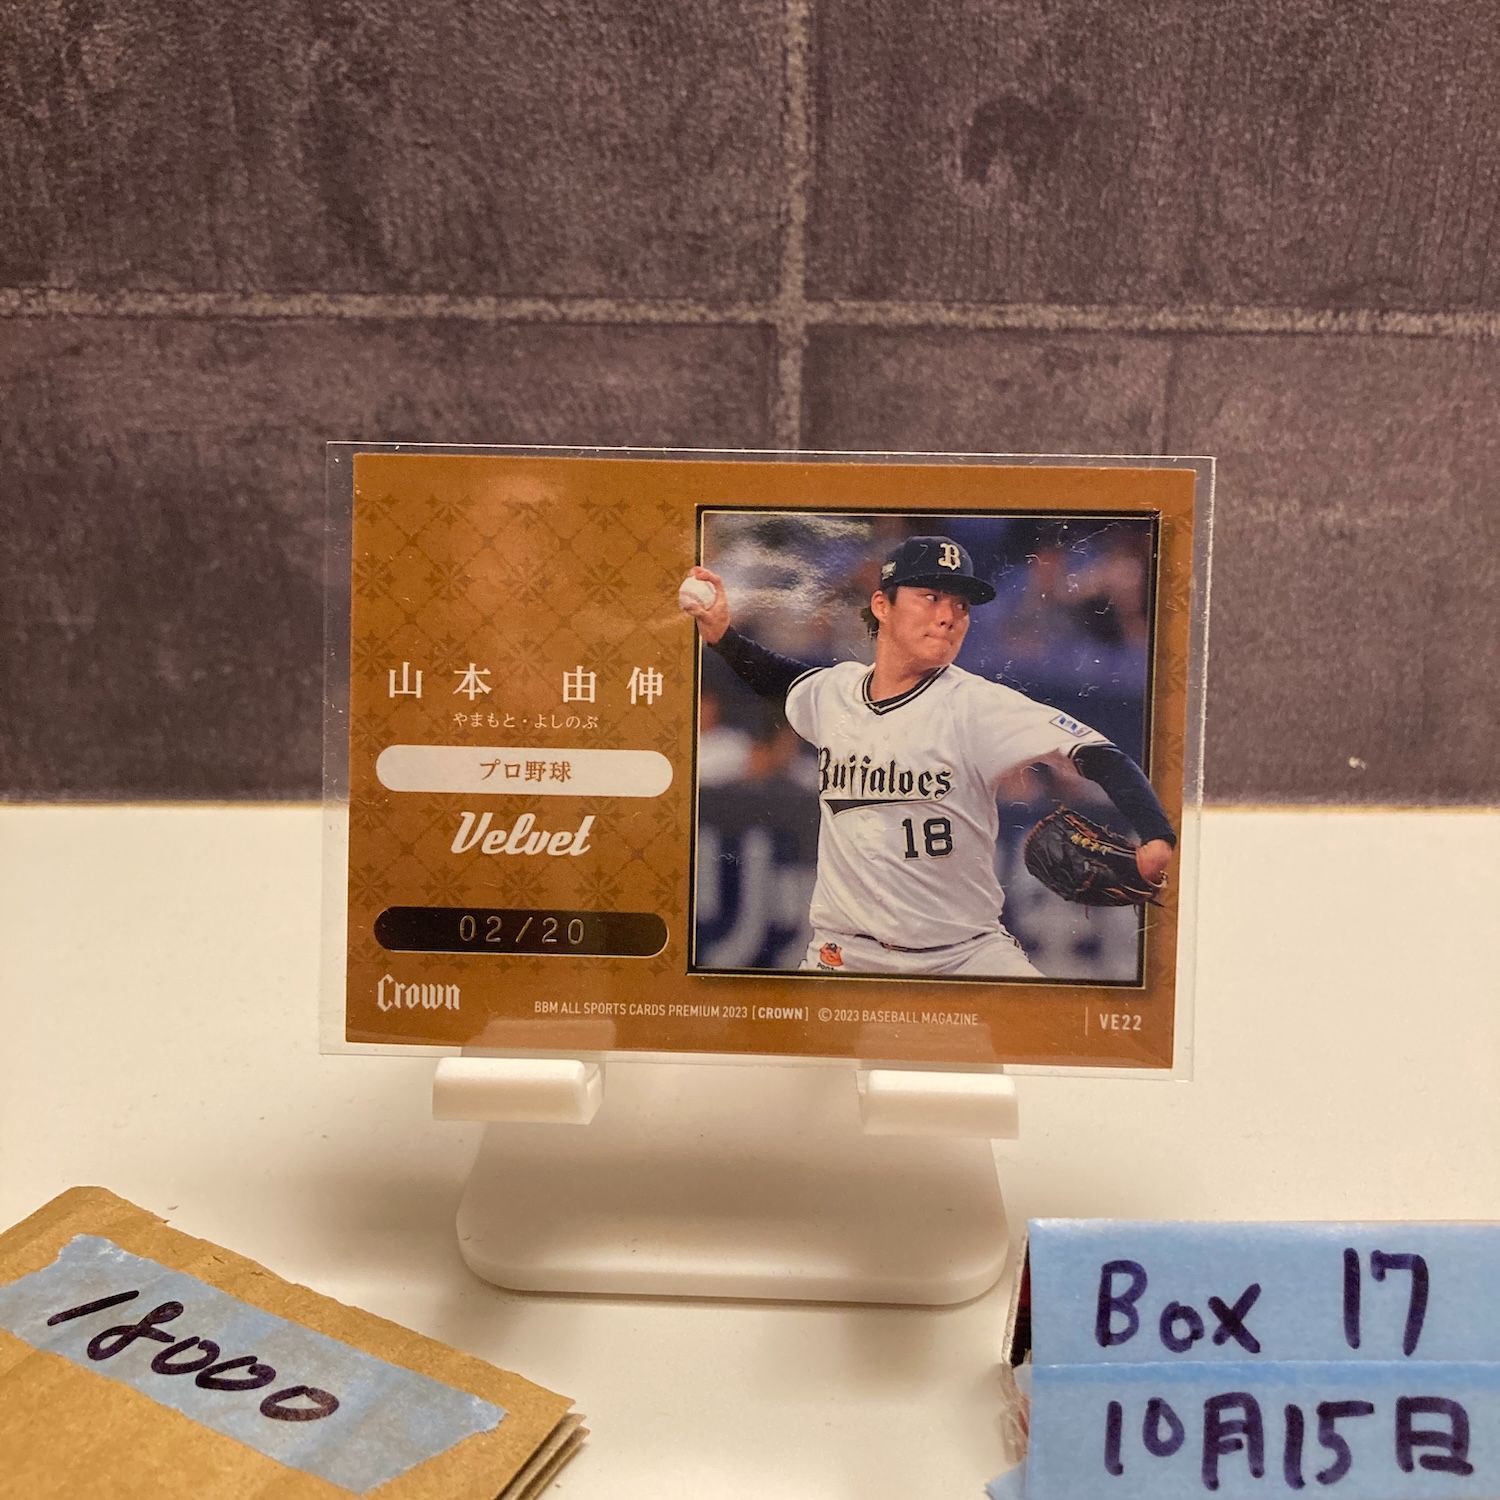 山本 由伸
やまもと・よしのぶ
プロ野球
Velvet
02/20
Crown
BBM ALL SPORTS CARDS PREMIUM 2023 [CROWN] ©2023 BASEBALL MAGAZINE
VE22
B
Buffaloes
18
18000
Box 17
10月15日